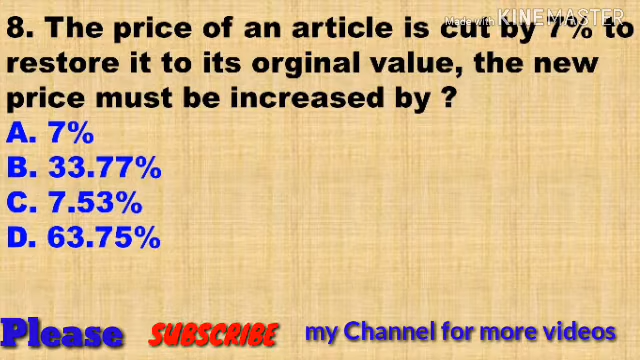 Made with KINEMASTER
8. The price of an article is cut by 7% to
restore it to its orginal value, the new
price must be increased by ?
A. 7%
B. 33.77%
C. 7.53%
D. 63.75%
Please SUBSCRIBE my Channel for more videos